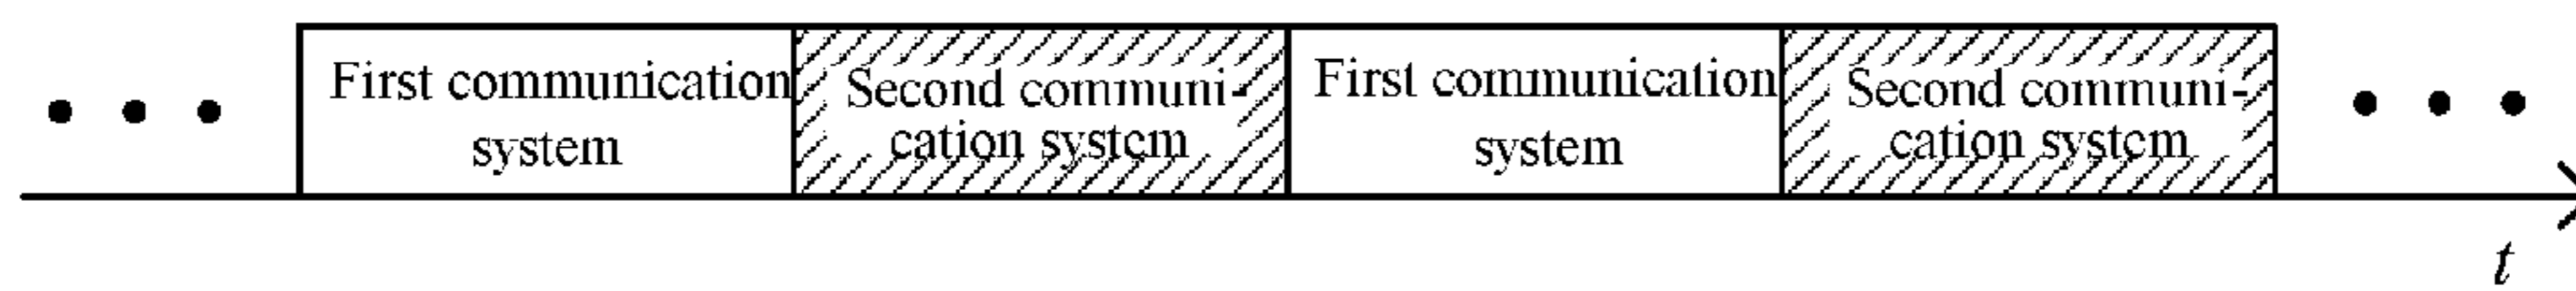 First communication
system
Second communi-
cation system
First communication
system
Second communi-
cation system
t